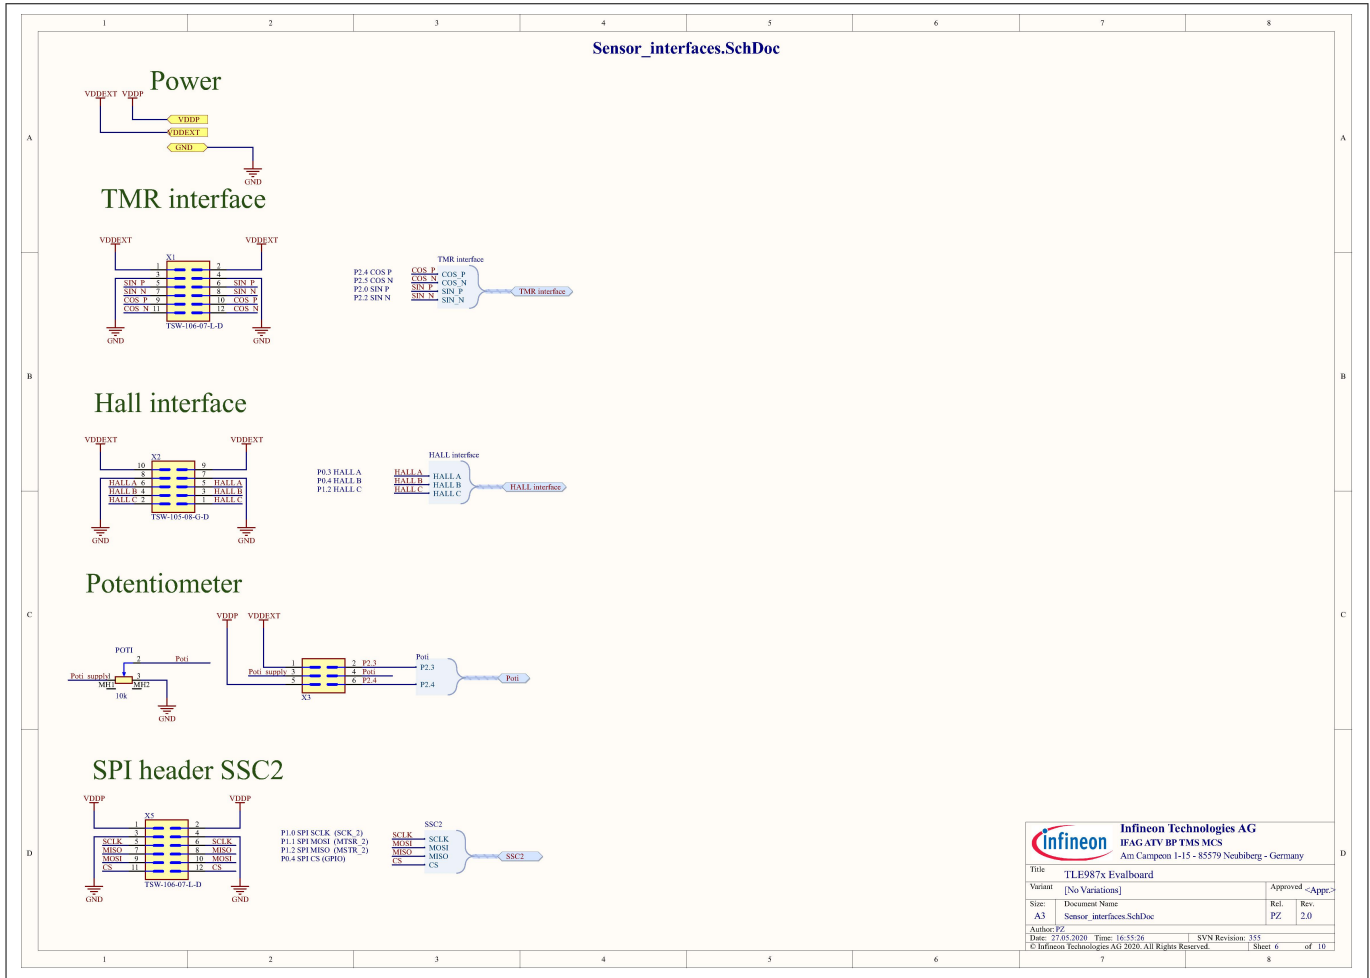 1 2 3 4 5 6 7 8
Sensor_interfaces.SchDoc
Power
VDDEXT VDDP
VDDP
VDDEXT
GND
GND
A A
TMR interface
VDDEXT VDDEXT
X1
1 2
3 4
SIN_P 5 6 SIN_P
SIN_N 7 8 SIN_N
COS_P 9 10 COS_P
COS_N 11 12 COS_N
TSW-106-07-L-D
GND GND
TMR interface
P2.4 COS P COS_P COS_P
P2.5 COS N COS_N COS_N
P2.0 SIN P SIN_P SIN_P
P2.2 SIN N SIN_N SIN_N
TMR interface
B B
Hall interface
VDDEXT VDDEXT
X2
10 9
8 7
HALL A 6 5 HALL A
HALL B 4 3 HALL B
HALL C 2 1 HALL C
TSW-105-08-G-D
GND GND
HALL interface
P0.3 HALL A HALL A HALL A
P0.4 HALL B HALL B HALL B
P1.2 HALL C HALL C HALL C
HALL interface
Potentiometer
C C
VDDP VDDEXT
POTI
2 Poti
Poti_supply 1 3
MH1 MH2
10k
GND
1 2 P2.3
Poti_supply 3 4 Poti
5 6 P2.4
X3
Poti
P2.3
P2.4
Poti
SPI header SSC2
VDDP VDDP
X5
1 2
3 4
SCLK 5 6 SCLK
MISO 7 8 MISO
MOSI 9 10 MOSI
CS 11 12 CS
TSW-106-07-L-D
GND GND
SSC2
P1.0 SPI SCLK (SCK_2) SCLK SCLK
P1.1 SPI MOSI (MTSR_2) MOSI MOSI
P1.2 SPI MISO (MSTR_2) MISO MISO
P0.4 SPI CS (GPIO) CS CS
SSC2
D D
infineon
Infineon Technologies AG
IFAG ATV BP TMS MCS
Am Campeon 1-15 - 85579 Neubiberg - Germany
Title TLE987x Evalboard
Variant [No Variations] Approved <Appr.>
Size: Document Name Rel. Rev.
A3 Sensor_interfaces.SchDoc PZ 2.0
Author: PZ
Date: 27.05.2020 Time: 16:55:26 SVN Revision: 355
© Infineon Technologies AG 2020. All Rights Reserved. Sheet 6 of 10
1 2 3 4 5 6 7 8